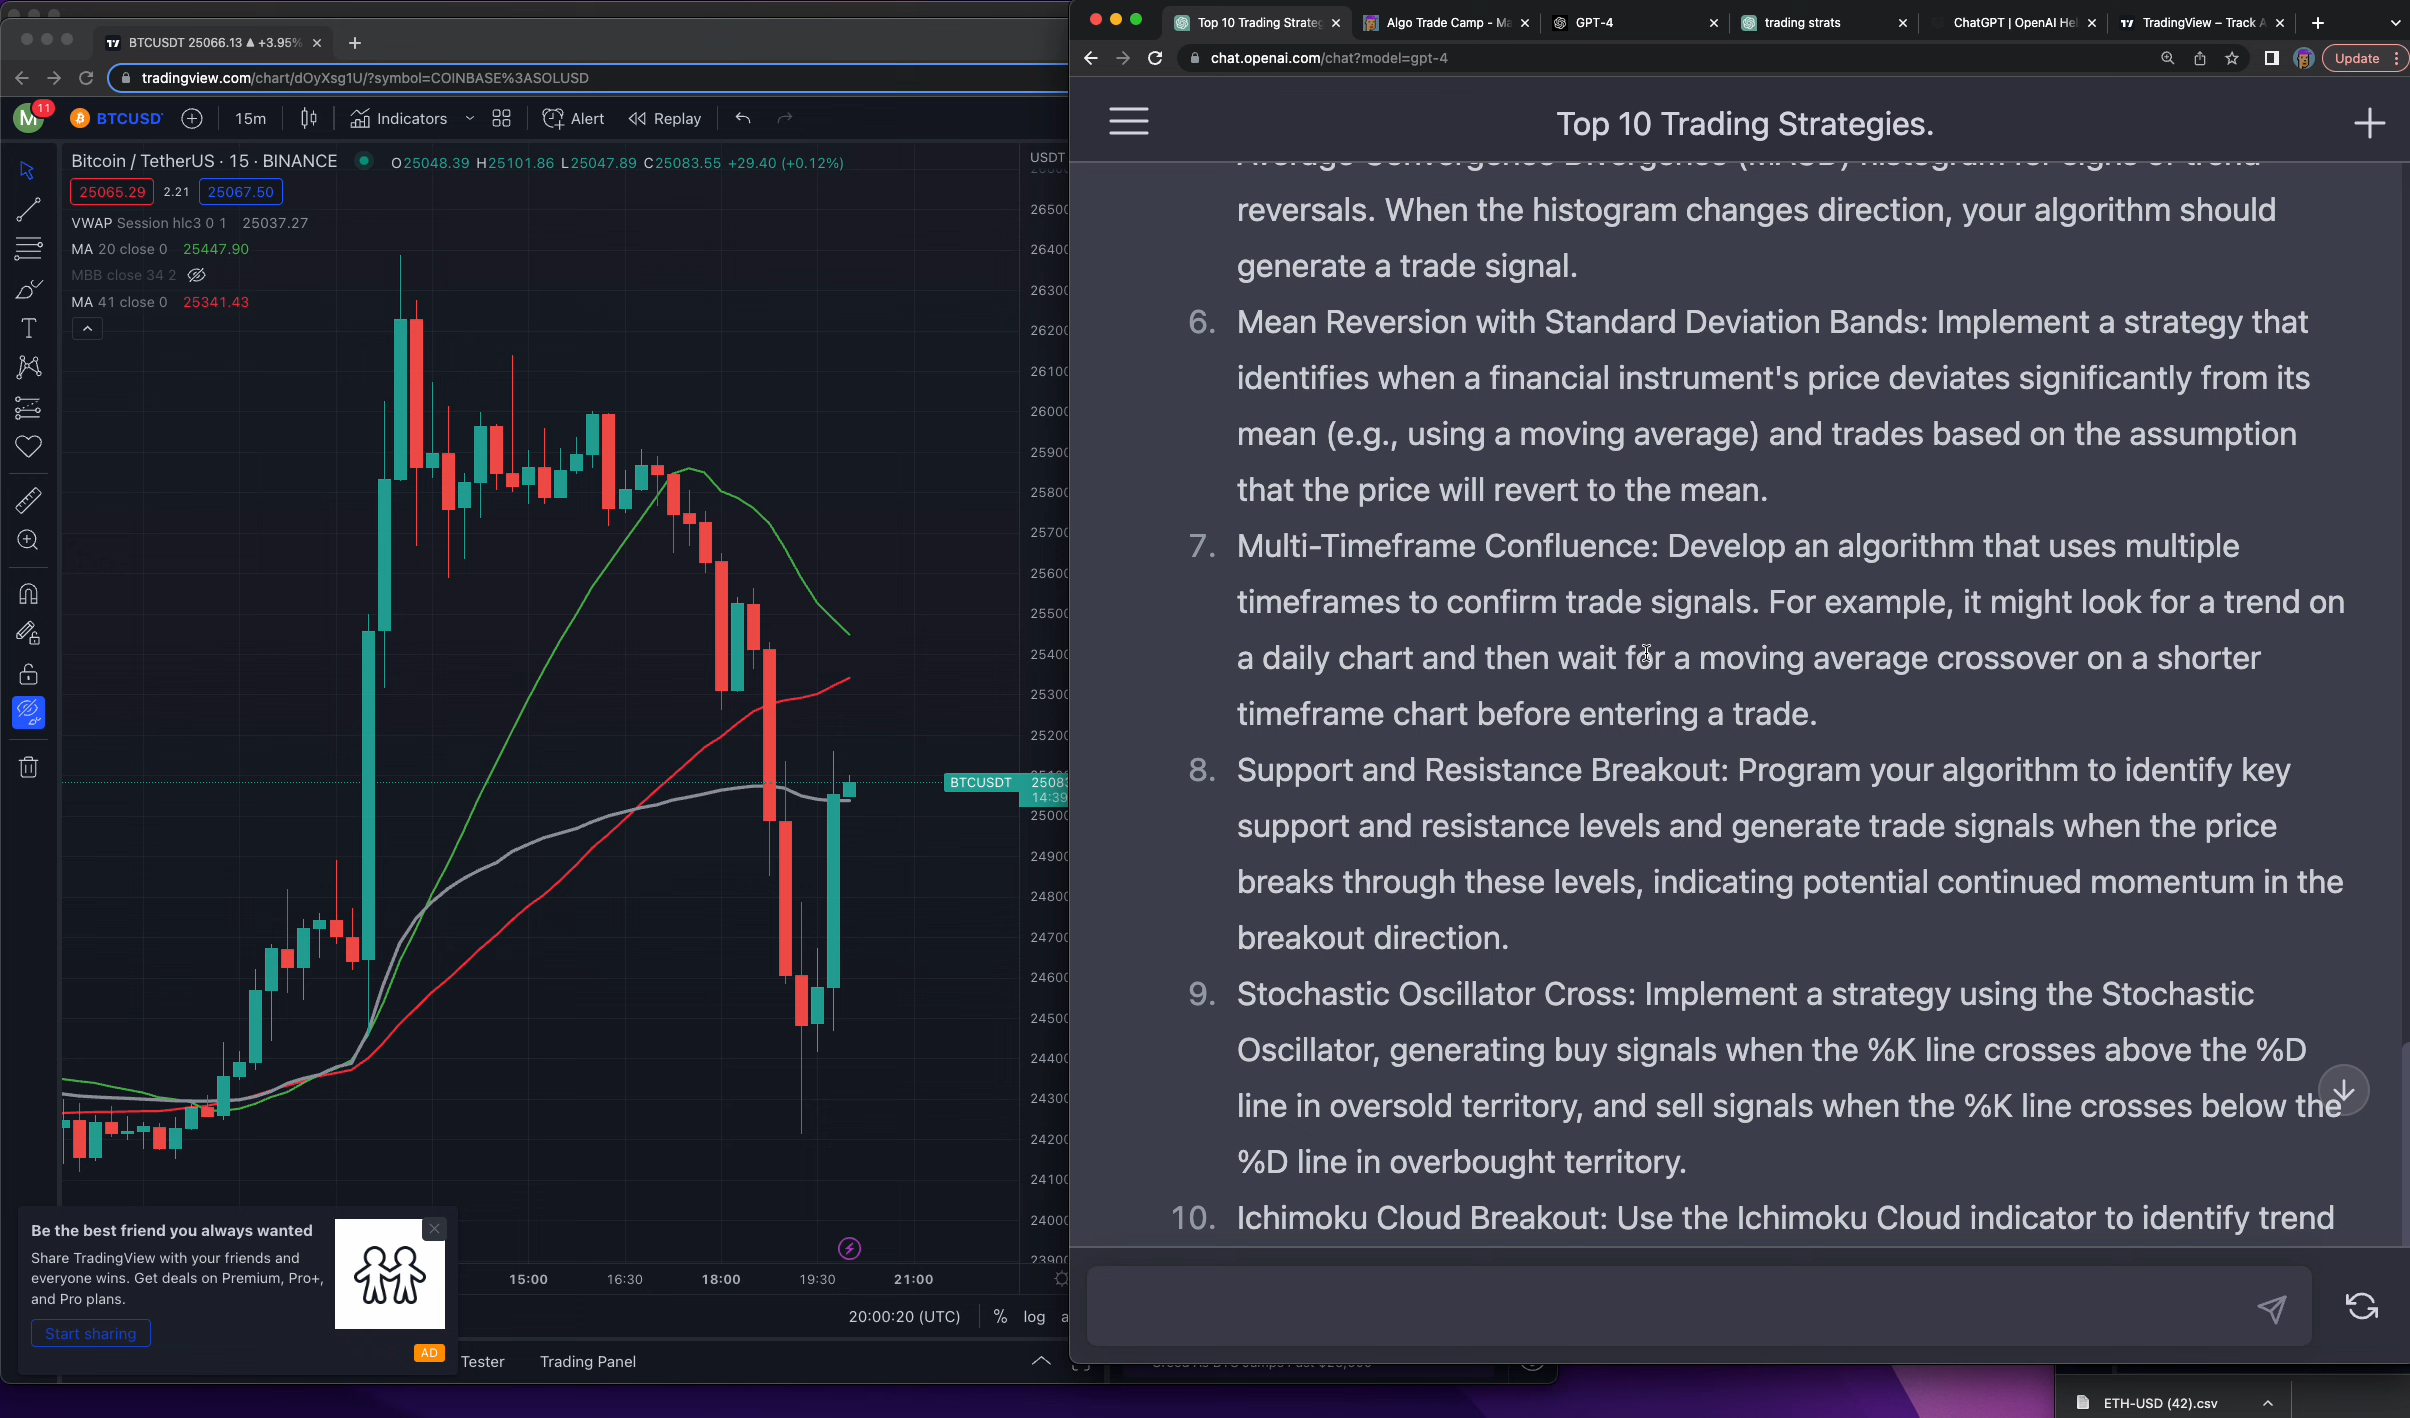 BTCUSDT 25066.13 ▲ +3.95%
tradingview.com/chart/dOyXsg1U/?symbol=COINBASE%3ASOLUSD
M
11
BTCUSD
15m
Indicators
Alert
Replay
Bitcoin / TetherUS · 15 · BINANCE
O25048.39 H25101.86 L25047.89 C25083.55 +29.40 (+0.12%)
USDT
25065.29 2.21 25067.50
VWAP Session hlc3 0 1 25037.27
MA 20 close 0 25447.90
MBB close 34 2
MA 41 close 0 25341.43
BTCUSDT
14:39
15:00 16:30 18:00 19:30 21:00
20:00:20 (UTC) % log
Be the best friend you always wanted
Share TradingView with your friends and
everyone wins. Get deals on Premium, Pro+,
and Pro plans.
Start sharing
AD
Tester Trading Panel
Top 10 Trading Strateg
Algo Trade Camp - Ma
GPT-4
trading strats
ChatGPT | OpenAI Hel
TradingView – Track A
chat.openai.com/chat?model=gpt-4
Update
Top 10 Trading Strategies.
Average Convergence Divergence (MACD) histogram for signs of trend
reversals. When the histogram changes direction, your algorithm should
generate a trade signal.
6. Mean Reversion with Standard Deviation Bands: Implement a strategy that
identifies when a financial instrument's price deviates significantly from its
mean (e.g., using a moving average) and trades based on the assumption
that the price will revert to the mean.
7. Multi-Timeframe Confluence: Develop an algorithm that uses multiple
timeframes to confirm trade signals. For example, it might look for a trend on
a daily chart and then wait for a moving average crossover on a shorter
timeframe chart before entering a trade.
8. Support and Resistance Breakout: Program your algorithm to identify key
support and resistance levels and generate trade signals when the price
breaks through these levels, indicating potential continued momentum in the
breakout direction.
9. Stochastic Oscillator Cross: Implement a strategy using the Stochastic
Oscillator, generating buy signals when the %K line crosses above the %D
line in oversold territory, and sell signals when the %K line crosses below the
%D line in overbought territory.
10. Ichimoku Cloud Breakout: Use the Ichimoku Cloud indicator to identify trend
ETH-USD (42).csv